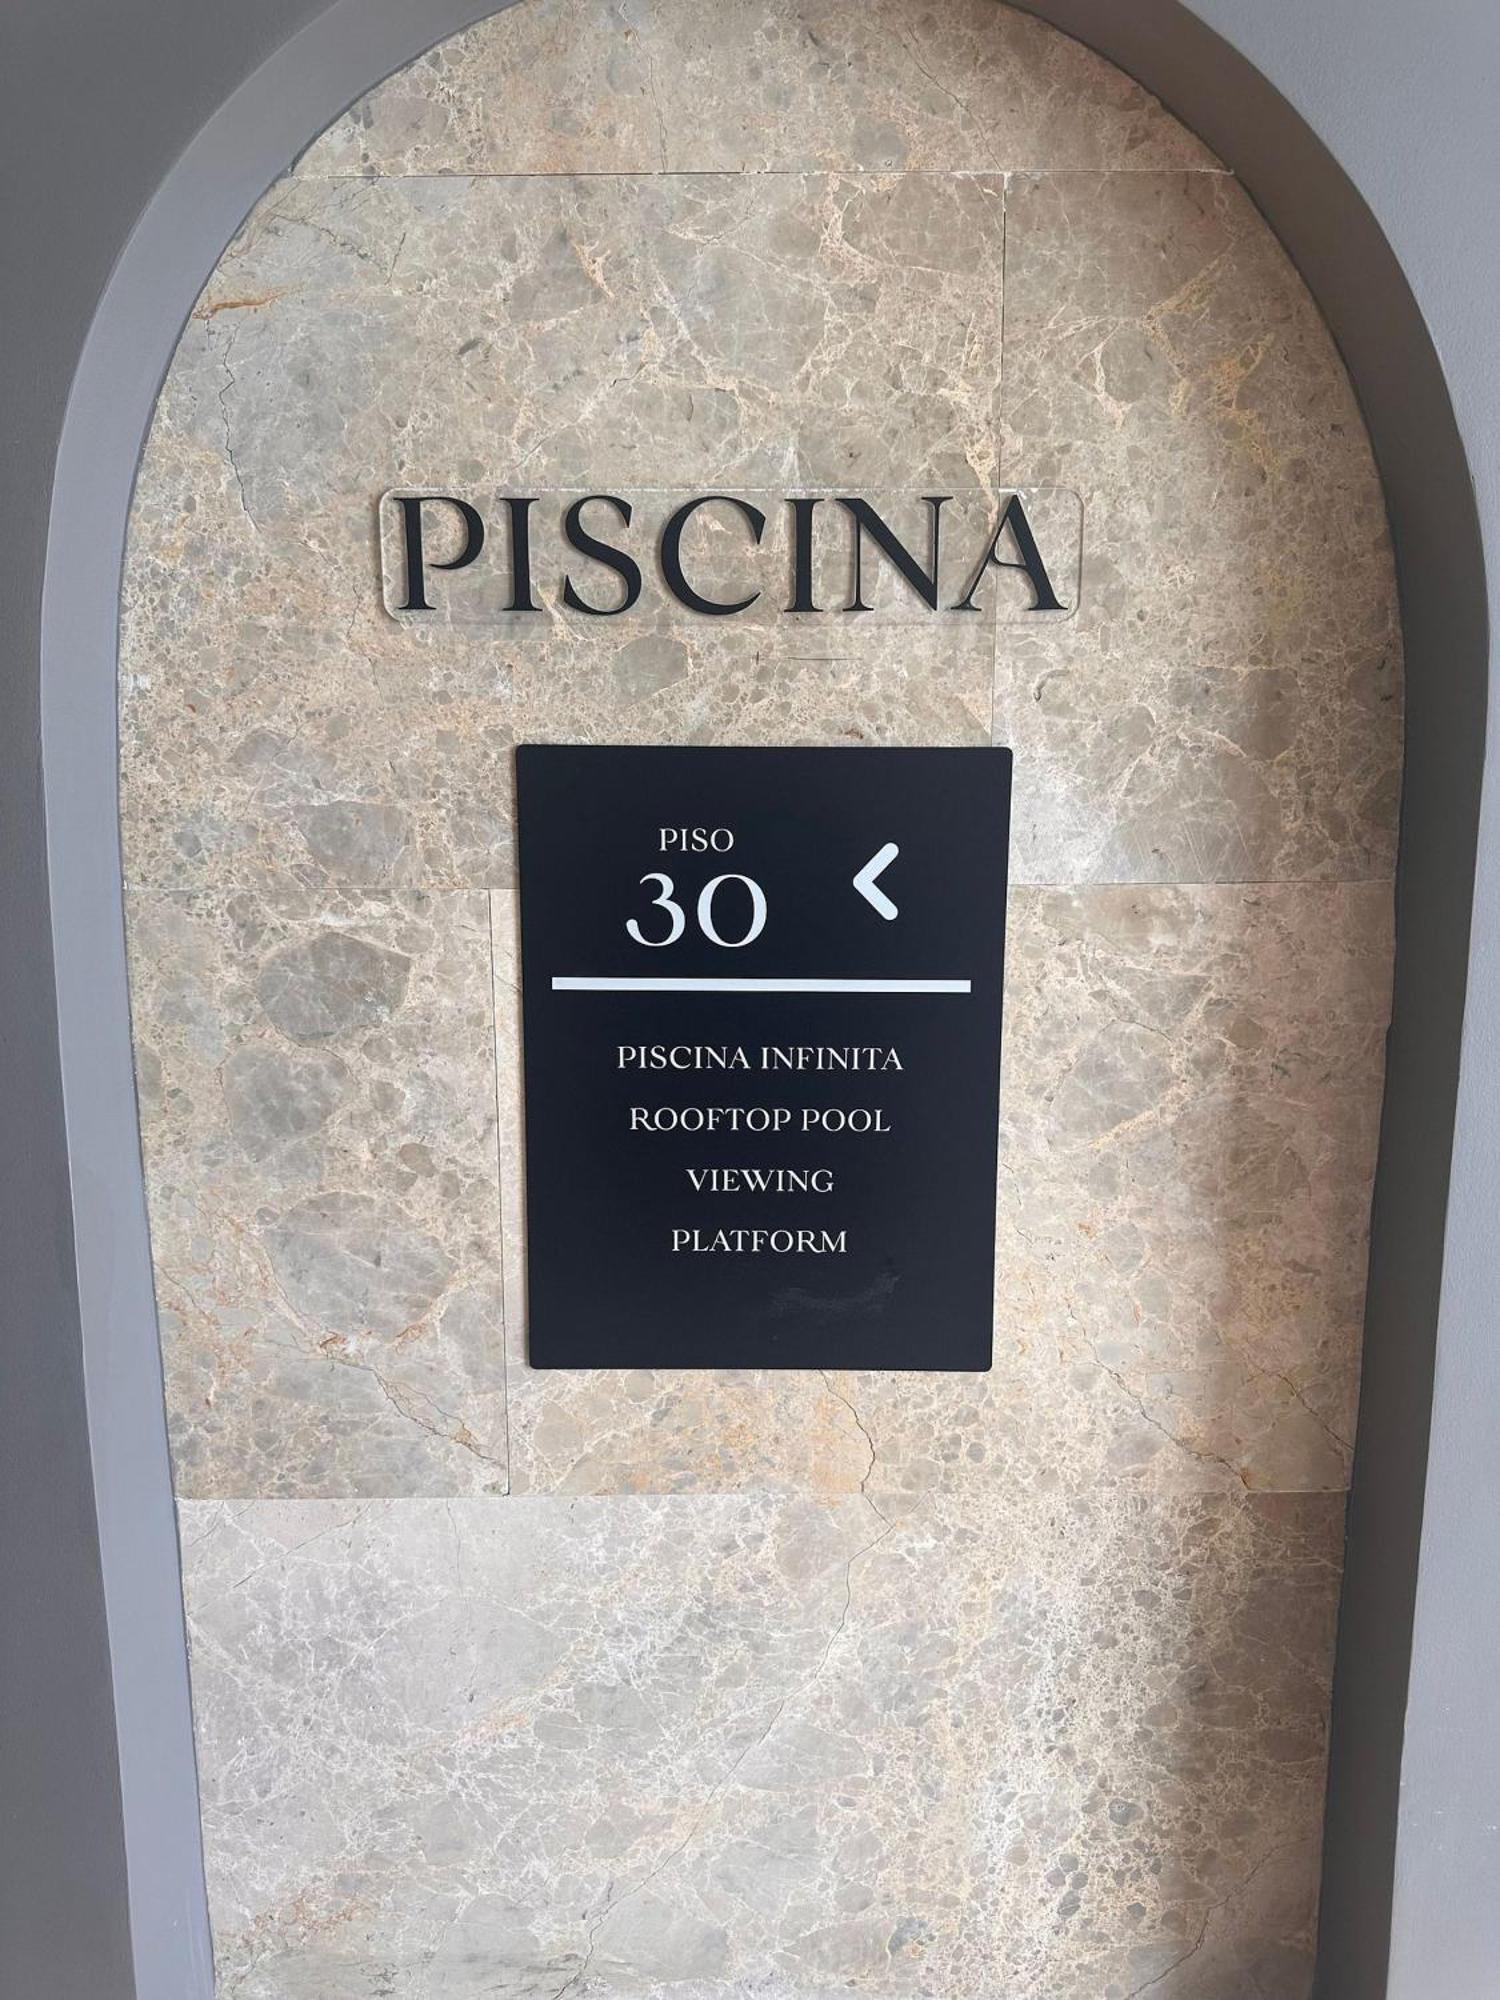 PISCINA
PISO
30 <
PISCINA INFINITA
ROOFTOP POOL
VIEWING
PLATFORM